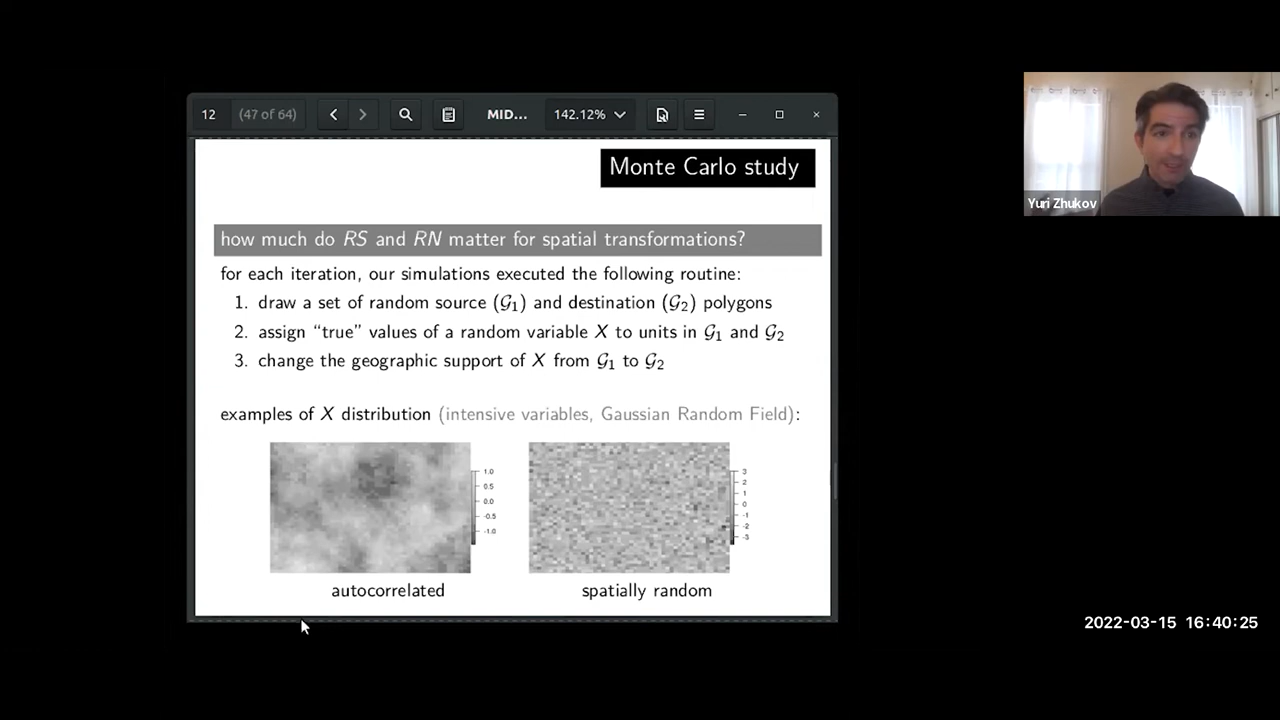 12 (47 of 64) MID... 142.12%
Monte Carlo study
how much do RS and RN matter for spatial transformations?
for each iteration, our simulations executed the following routine:
1. draw a set of random source (𝒢₁) and destination (𝒢₂) polygons
2. assign “true” values of a random variable X to units in 𝒢₁ and 𝒢₂
3. change the geographic support of X from 𝒢₁ to 𝒢₂
examples of X distribution (intensive variables, Gaussian Random Field):
1.0
0.5
0.0
-0.5
-1.0
3
2
1
0
-1
-2
-3
autocorrelated
spatially random
Yuri Zhukov
2022-03-15 16:40:25